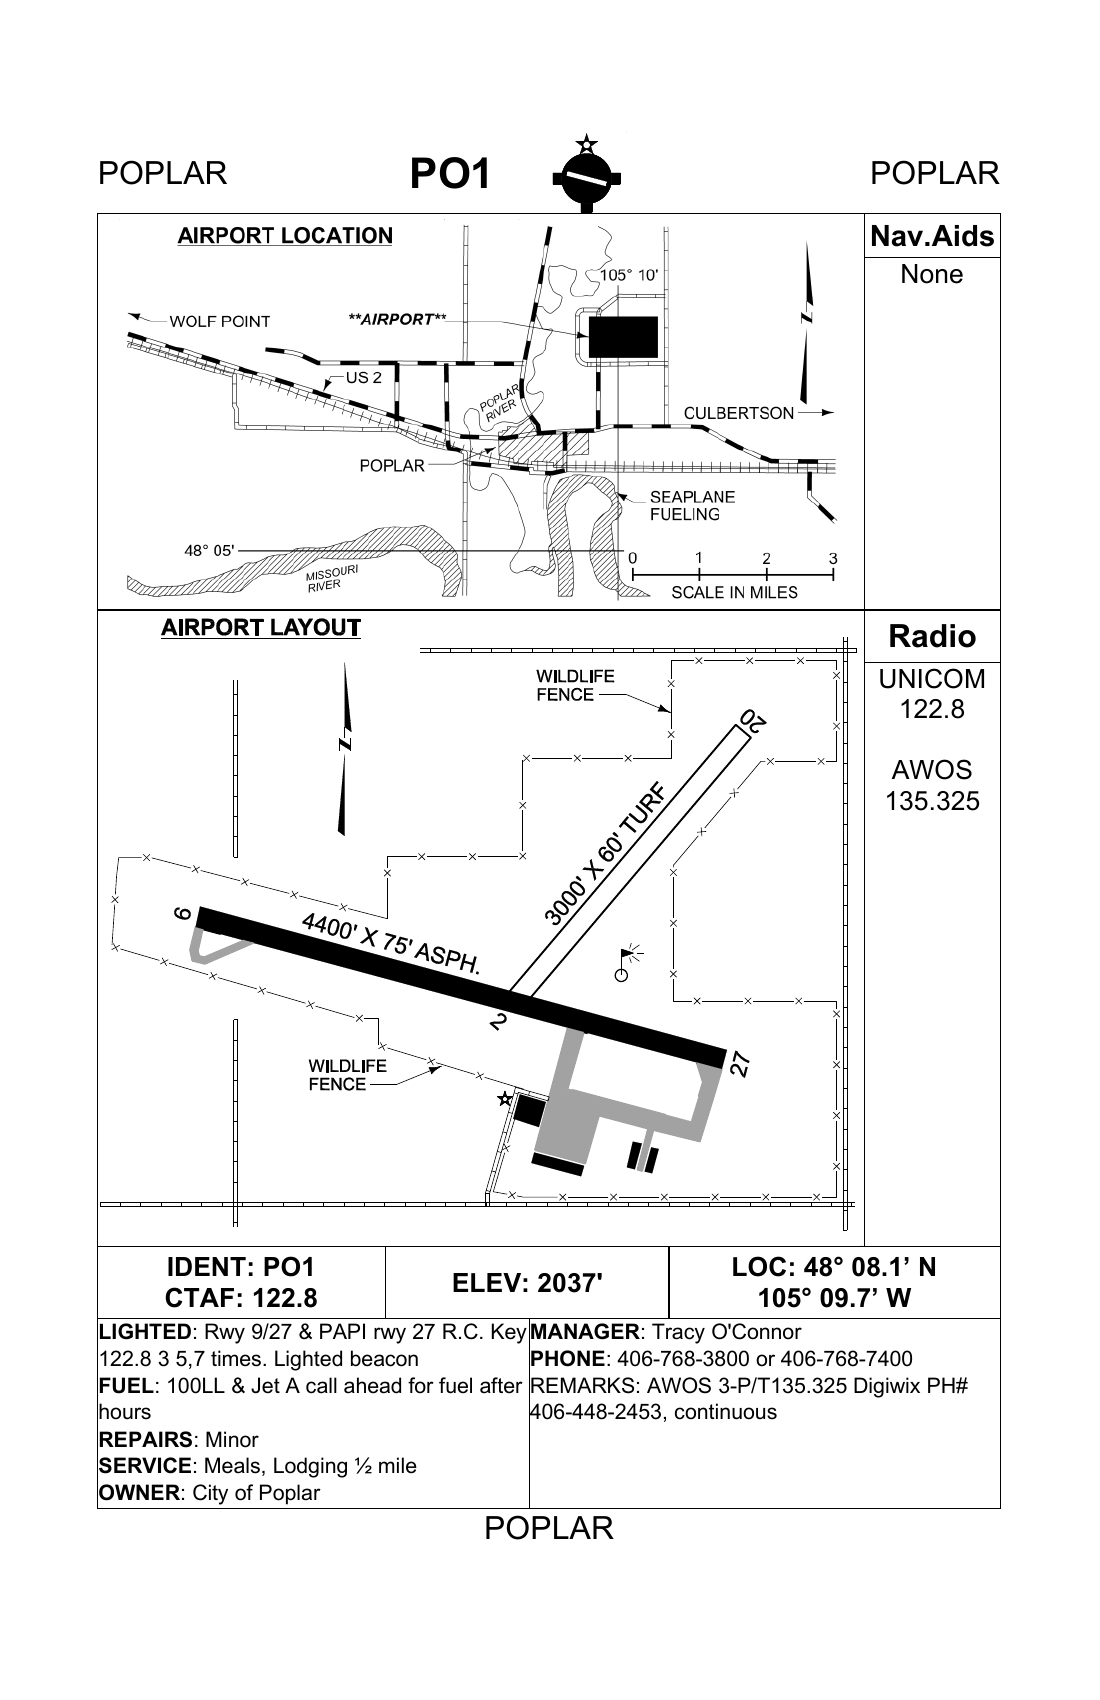 POPLAR
PO1
POPLAR
AIRPORT LOCATION
Nav.Aids
None
105° 10'
**AIRPORT**
WOLF POINT
N
US 2
POPLAR
RIVER
CULBERTSON
POPLAR
SEAPLANE
FUELING
48° 05'
MISSOURI
RIVER
0 1 2 3
SCALE IN MILES
AIRPORT LAYOUT
Radio
UNICOM
122.8
AWOS
135.325
WILDLIFE
FENCE
N
20
3000' X 60' TURF
9
4400' X 75' ASPH.
2
27
WILDLIFE
FENCE
IDENT: PO1
CTAF: 122.8
ELEV: 2037'
LOC: 48° 08.1’ N
105° 09.7’ W
LIGHTED: Rwy 9/27 & PAPI rwy 27 R.C. Key
122.8 3 5,7 times. Lighted beacon
FUEL: 100LL & Jet A call ahead for fuel after
hours
REPAIRS: Minor
SERVICE: Meals, Lodging ½ mile
OWNER: City of Poplar
MANAGER: Tracy O'Connor
PHONE: 406-768-3800 or 406-768-7400
REMARKS: AWOS 3-P/T135.325 Digiwix PH#
406-448-2453, continuous
POPLAR